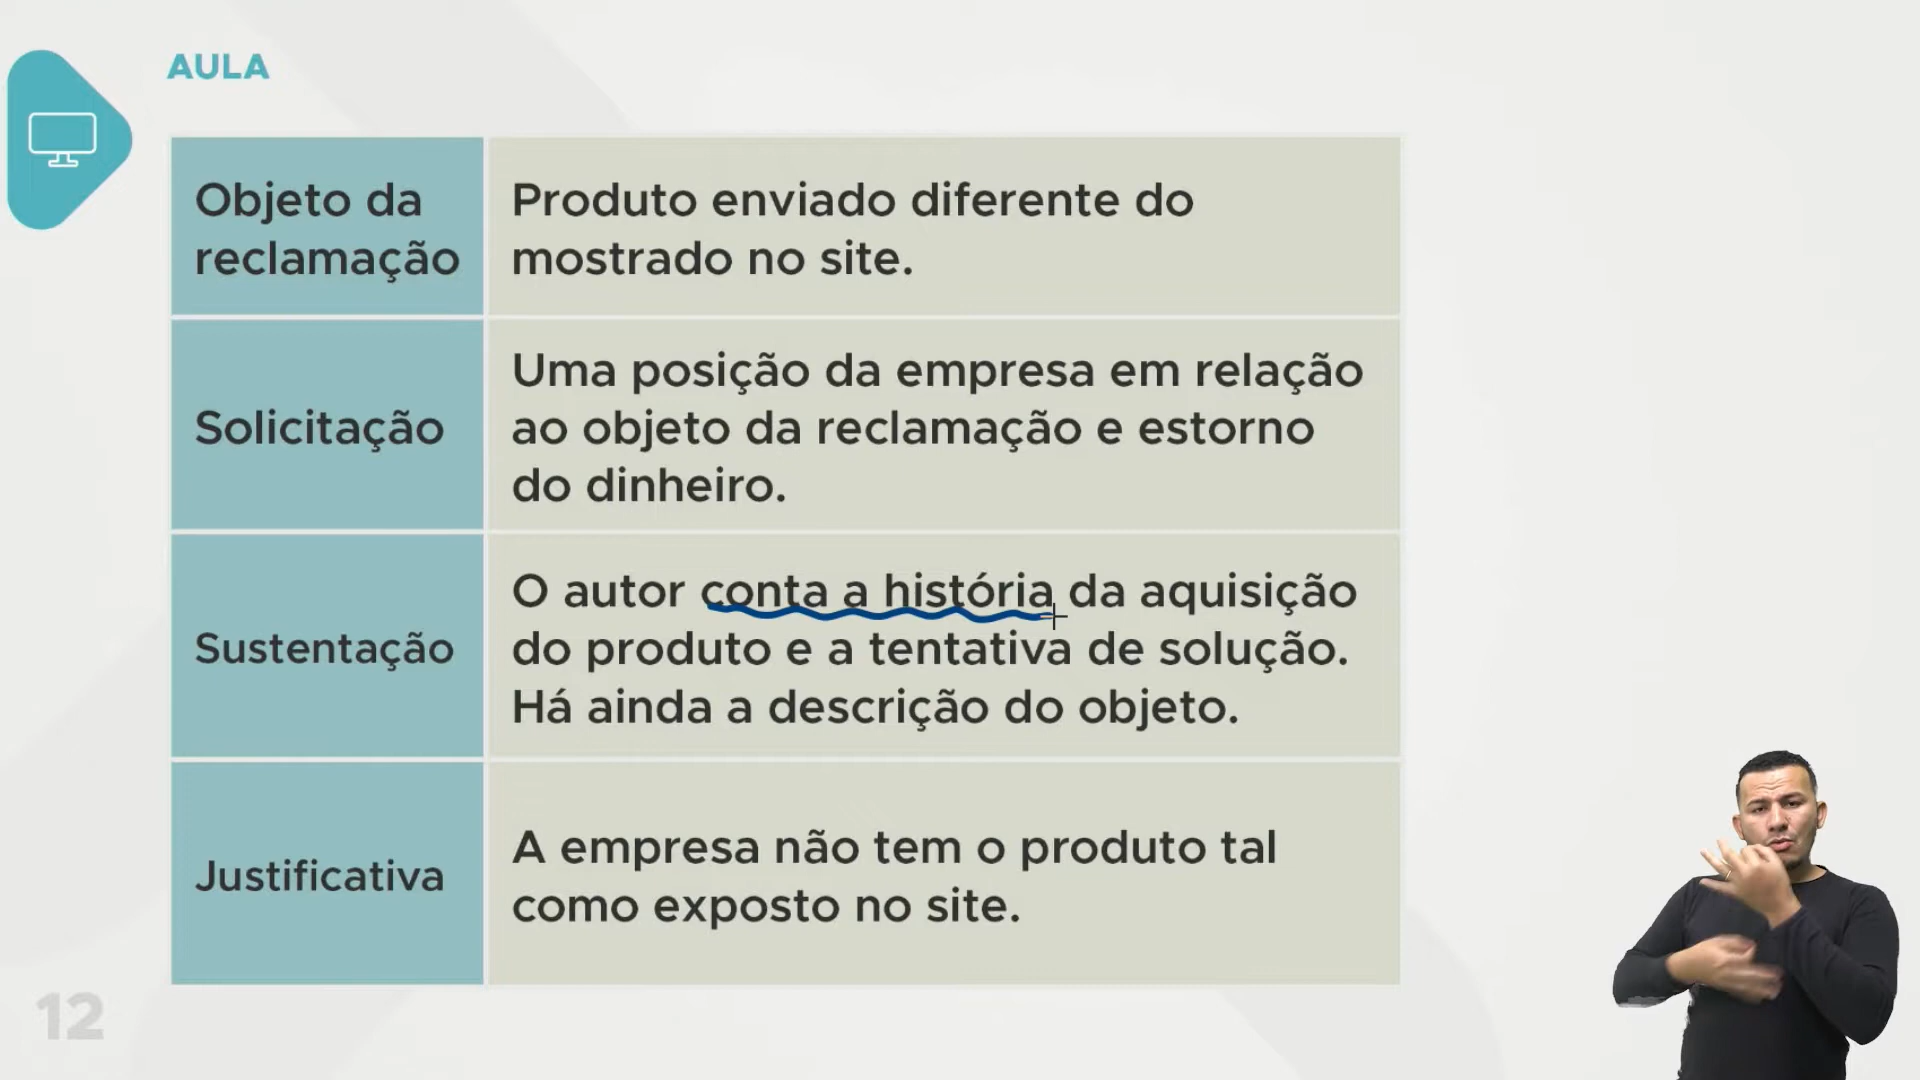 AULA
Objeto da
reclamação
Produto enviado diferente do
mostrado no site.
Solicitação
Uma posição da empresa em relação
ao objeto da reclamação e estorno
do dinheiro.
Sustentação
O autor conta a história da aquisição
do produto e a tentativa de solução.
Há ainda a descrição do objeto.
Justificativa
A empresa não tem o produto tal
como exposto no site.
12